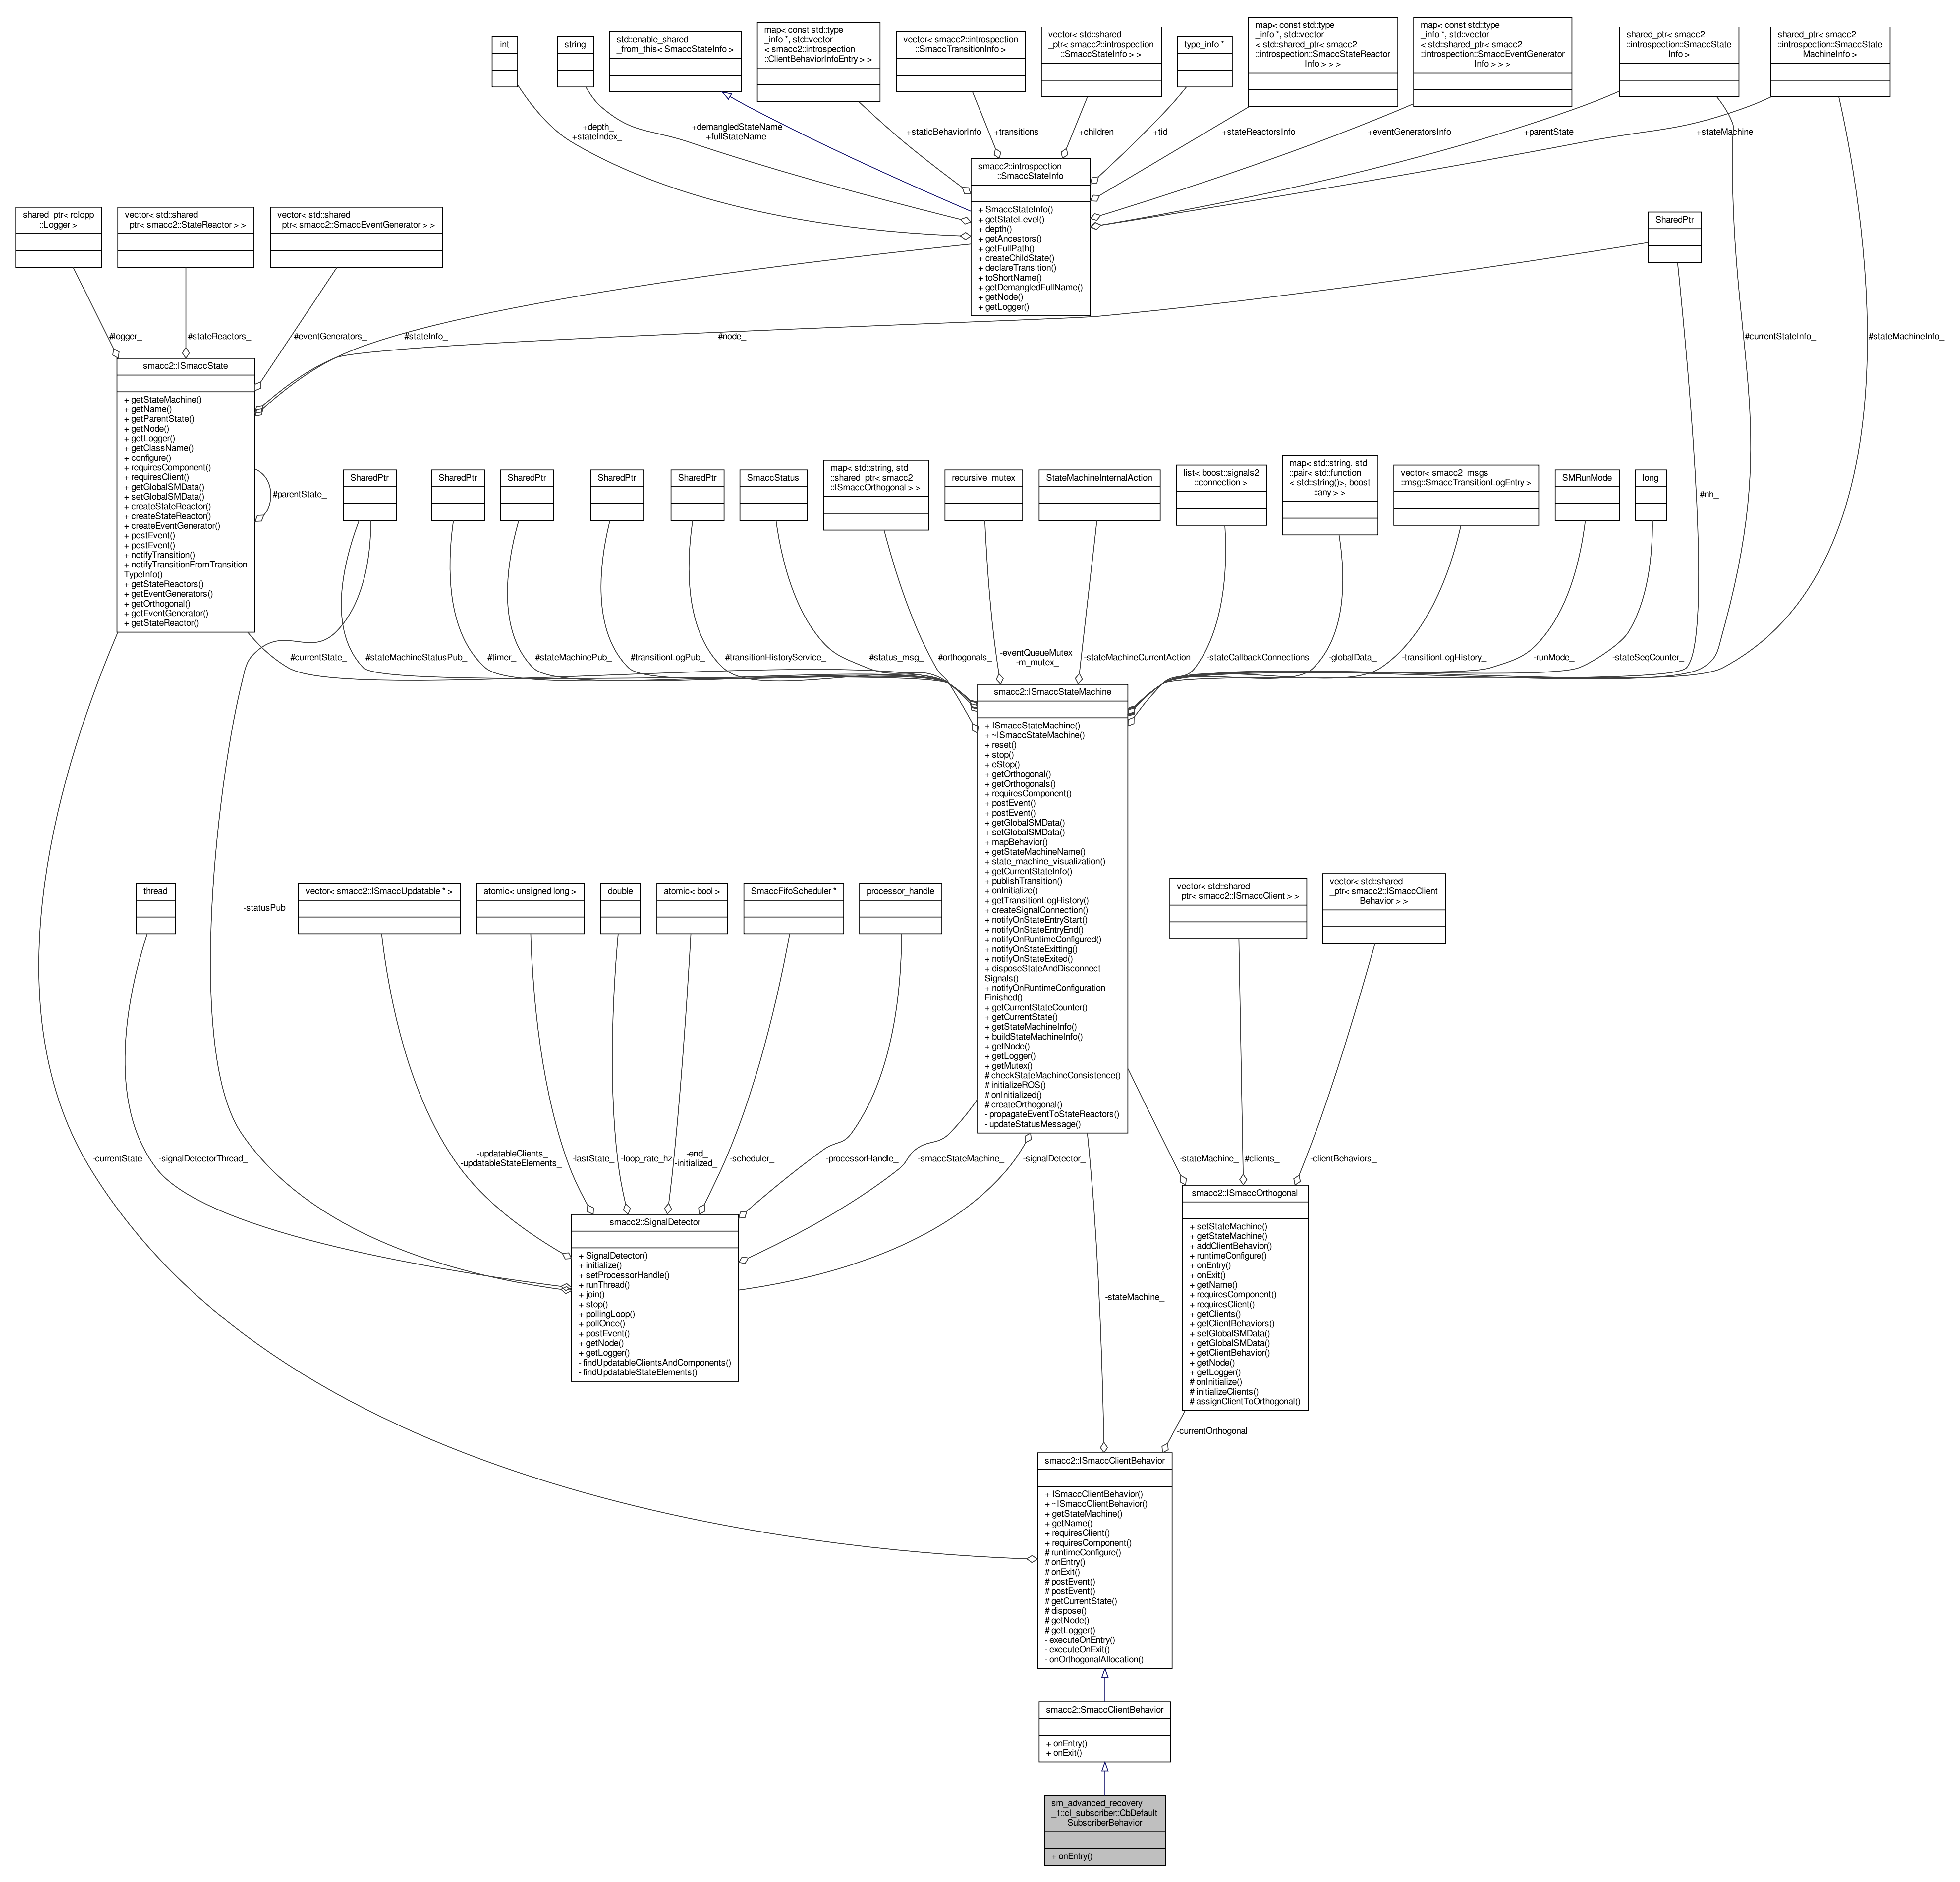 int
string
std::enable_shared
_from_this< SmaccStateInfo >
map< const std::type
_info *, std::vector
< smacc2::introspection
::ClientBehaviorInfoEntry > >
vector< smacc2::introspection
::SmaccTransitionInfo >
vector< std::shared
_ptr< smacc2::introspection
::SmaccStateInfo > >
type_info *
map< const std::type
_info *, std::vector
< std::shared_ptr< smacc2
::introspection::SmaccStateReactor
Info > > >
map< const std::type
_info *, std::vector
< std::shared_ptr< smacc2
::introspection::SmaccEventGenerator
Info > > >
shared_ptr< smacc2
::introspection::SmaccState
Info >
shared_ptr< smacc2
::introspection::SmaccState
MachineInfo >
+depth_
+stateIndex_
+demangledStateName
+fullStateName
+staticBehaviorInfo
+transitions_
+children_
+tid_
+stateReactorsInfo
+eventGeneratorsInfo
+parentState_
+stateMachine_
smacc2::introspection
::SmaccStateInfo
+ SmaccStateInfo()
+ getStateLevel()
+ depth()
+ getAncestors()
+ getFullPath()
+ createChildState()
+ declareTransition()
+ toShortName()
+ getDemangledFullName()
+ getNode()
+ getLogger()
shared_ptr< rclcpp
::Logger >
vector< std::shared
_ptr< smacc2::StateReactor > >
vector< std::shared
_ptr< smacc2::SmaccEventGenerator > >
SharedPtr
#logger_
#stateReactors_
#eventGenerators_
#stateInfo_
#node_
#currentStateInfo_
#stateMachineInfo_
smacc2::ISmaccState
+ getStateMachine()
+ getName()
+ getParentState()
+ getNode()
+ getLogger()
+ getClassName()
+ configure()
+ requiresComponent()
+ requiresClient()
+ getGlobalSMData()
+ setGlobalSMData()
+ createStateReactor()
+ createStateReactor()
+ createEventGenerator()
+ postEvent()
+ postEvent()
+ notifyTransition()
+ notifyTransitionFromTransition
TypeInfo()
+ getStateReactors()
+ getEventGenerators()
+ getOrthogonal()
+ getEventGenerator()
+ getStateReactor()
#parentState_
SharedPtr
SharedPtr
SharedPtr
SharedPtr
SharedPtr
SmaccStatus
map< std::string, std
::shared_ptr< smacc2
::ISmaccOrthogonal > >
recursive_mutex
StateMachineInternalAction
list< boost::signals2
::connection >
map< std::string, std
::pair< std::function
< std::string()>, boost
::any > >
vector< smacc2_msgs
::msg::SmaccTransitionLogEntry >
SMRunMode
long
#nh_
#currentState_
#stateMachineStatusPub_
#timer_
#stateMachinePub_
#transitionLogPub_
#transitionHistoryService_
#status_msg_
#orthogonals_
-eventQueueMutex_
-m_mutex_
-stateMachineCurrentAction
-stateCallbackConnections
-globalData_
-transitionLogHistory_
-runMode_
-stateSeqCounter_
smacc2::ISmaccStateMachine
+ ISmaccStateMachine()
+ ~ISmaccStateMachine()
+ reset()
+ stop()
+ eStop()
+ getOrthogonal()
+ getOrthogonals()
+ requiresComponent()
+ postEvent()
+ postEvent()
+ getGlobalSMData()
+ setGlobalSMData()
+ mapBehavior()
+ getStateMachineName()
+ state_machine_visualization()
+ getCurrentStateInfo()
+ publishTransition()
+ onInitialize()
+ getTransitionLogHistory()
+ createSignalConnection()
+ notifyOnStateEntryStart()
+ notifyOnStateEntryEnd()
+ notifyOnRuntimeConfigured()
+ notifyOnStateExitting()
+ notifyOnStateExited()
+ disposeStateAndDisconnect
Signals()
+ notifyOnRuntimeConfiguration
Finished()
+ getCurrentStateCounter()
+ getCurrentState()
+ getStateMachineInfo()
+ buildStateMachineInfo()
+ getNode()
+ getLogger()
+ getMutex()
# checkStateMachineConsistence()
# initializeROS()
# onInitialized()
# createOrthogonal()
- propagateEventToStateReactors()
- updateStatusMessage()
thread
-statusPub_
vector< smacc2::ISmaccUpdatable * >
atomic< unsigned long >
double
atomic< bool >
SmaccFifoScheduler *
processor_handle
vector< std::shared
_ptr< smacc2::ISmaccClient > >
vector< std::shared
_ptr< smacc2::ISmaccClient
Behavior > >
-currentState
-signalDetectorThread_
-updatableClients_
-updatableStateElements_
-lastState_
-loop_rate_hz
-end_
-initialized_
-scheduler_
-processorHandle_
-smaccStateMachine_
-signalDetector_
-stateMachine_
#clients_
-clientBehaviors_
smacc2::SignalDetector
+ SignalDetector()
+ initialize()
+ setProcessorHandle()
+ runThread()
+ join()
+ stop()
+ pollingLoop()
+ pollOnce()
+ postEvent()
+ getNode()
+ getLogger()
- findUpdatableClientsAndComponents()
- findUpdatableStateElements()
-stateMachine_
smacc2::ISmaccOrthogonal
+ setStateMachine()
+ getStateMachine()
+ addClientBehavior()
+ runtimeConfigure()
+ onEntry()
+ onExit()
+ getName()
+ requiresComponent()
+ requiresClient()
+ getClients()
+ getClientBehaviors()
+ setGlobalSMData()
+ getGlobalSMData()
+ getClientBehavior()
+ getNode()
+ getLogger()
# onInitialize()
# initializeClients()
# assignClientToOrthogonal()
-currentOrthogonal
smacc2::ISmaccClientBehavior
+ ISmaccClientBehavior()
+ ~ISmaccClientBehavior()
+ getStateMachine()
+ getName()
+ requiresClient()
+ requiresComponent()
# runtimeConfigure()
# onEntry()
# onExit()
# postEvent()
# postEvent()
# getCurrentState()
# dispose()
# getNode()
# getLogger()
- executeOnEntry()
- executeOnExit()
- onOrthogonalAllocation()
smacc2::SmaccClientBehavior
+ onEntry()
+ onExit()
sm_advanced_recovery
_1::cl_subscriber::CbDefault
SubscriberBehavior
+ onEntry()